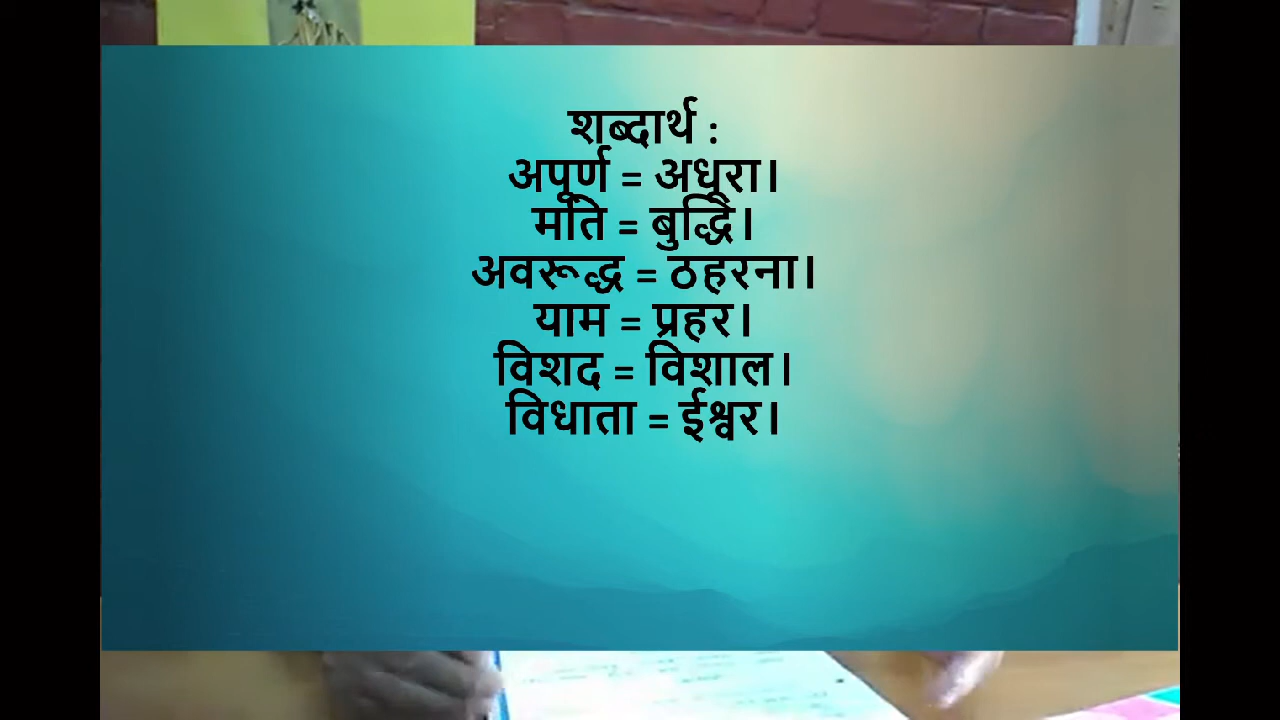 शब्दार्थ :
अपूर्ण = अधूरा।
मति = बुद्धि।
अवरूद्ध = ठहरना।
याम = प्रहर।
विशद = विशाल।
विधाता = ईश्वर।